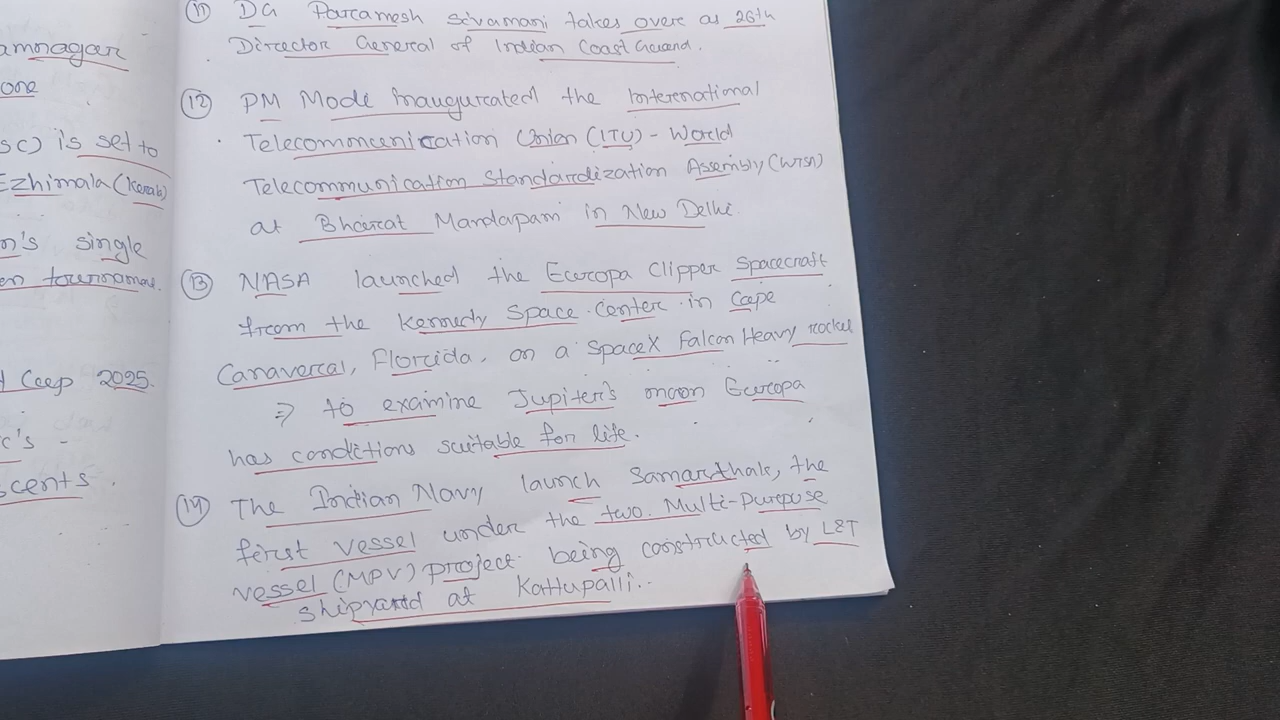 amnagar
one
sc) is set to
Ezhimala (Kerala)
n's single
en tournament.
d Cup 2025.
c's -
scents.
11 DG Paramesh Sivamani takes over as 26th
Director General of Indian Coast Guard.
12 PM Modi inaugurated the International
Telecommunication Union (ITU) - World
Telecommunication Standardization Assembly (WTSA)
at Bharat Mandapam in New Delhi.
13 NASA launched the Europa Clipper Spacecraft
from the Kennedy Space Center in Cape
Canaveral, Florida, on a SpaceX Falcon Heavy rocket
⇒ to examine Jupiter's moon Europa
has conditions suitable for life.
14 The Indian Navy launch Samarthak, the
first vessel under the two Multi-Purpose
vessel (MPV) project being constructed by L&T
shipyard at Kattupalli..